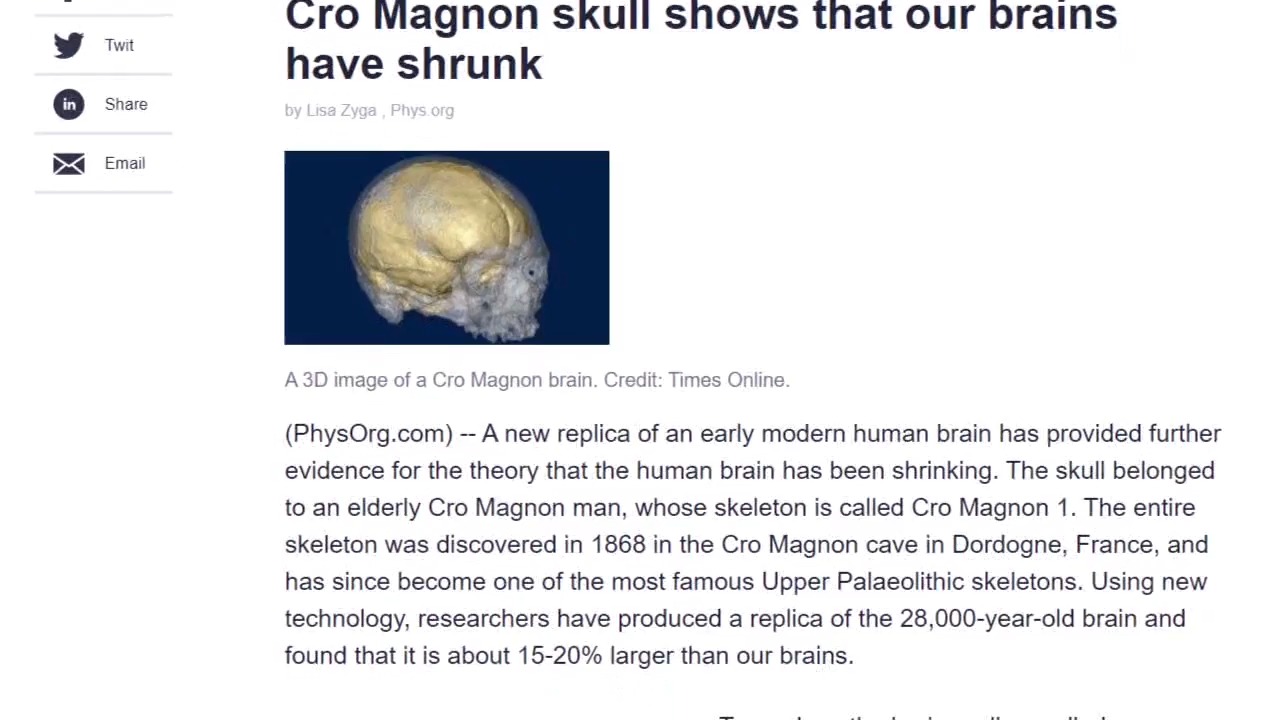 Cro Magnon skull shows that our brains
have shrunk
by Lisa Zyga , Phys.org
Twit
in Share
Email
A 3D image of a Cro Magnon brain. Credit: Times Online.
(PhysOrg.com) -- A new replica of an early modern human brain has provided further
evidence for the theory that the human brain has been shrinking. The skull belonged
to an elderly Cro Magnon man, whose skeleton is called Cro Magnon 1. The entire
skeleton was discovered in 1868 in the Cro Magnon cave in Dordogne, France, and
has since become one of the most famous Upper Palaeolithic skeletons. Using new
technology, researchers have produced a replica of the 28,000-year-old brain and
found that it is about 15-20% larger than our brains.